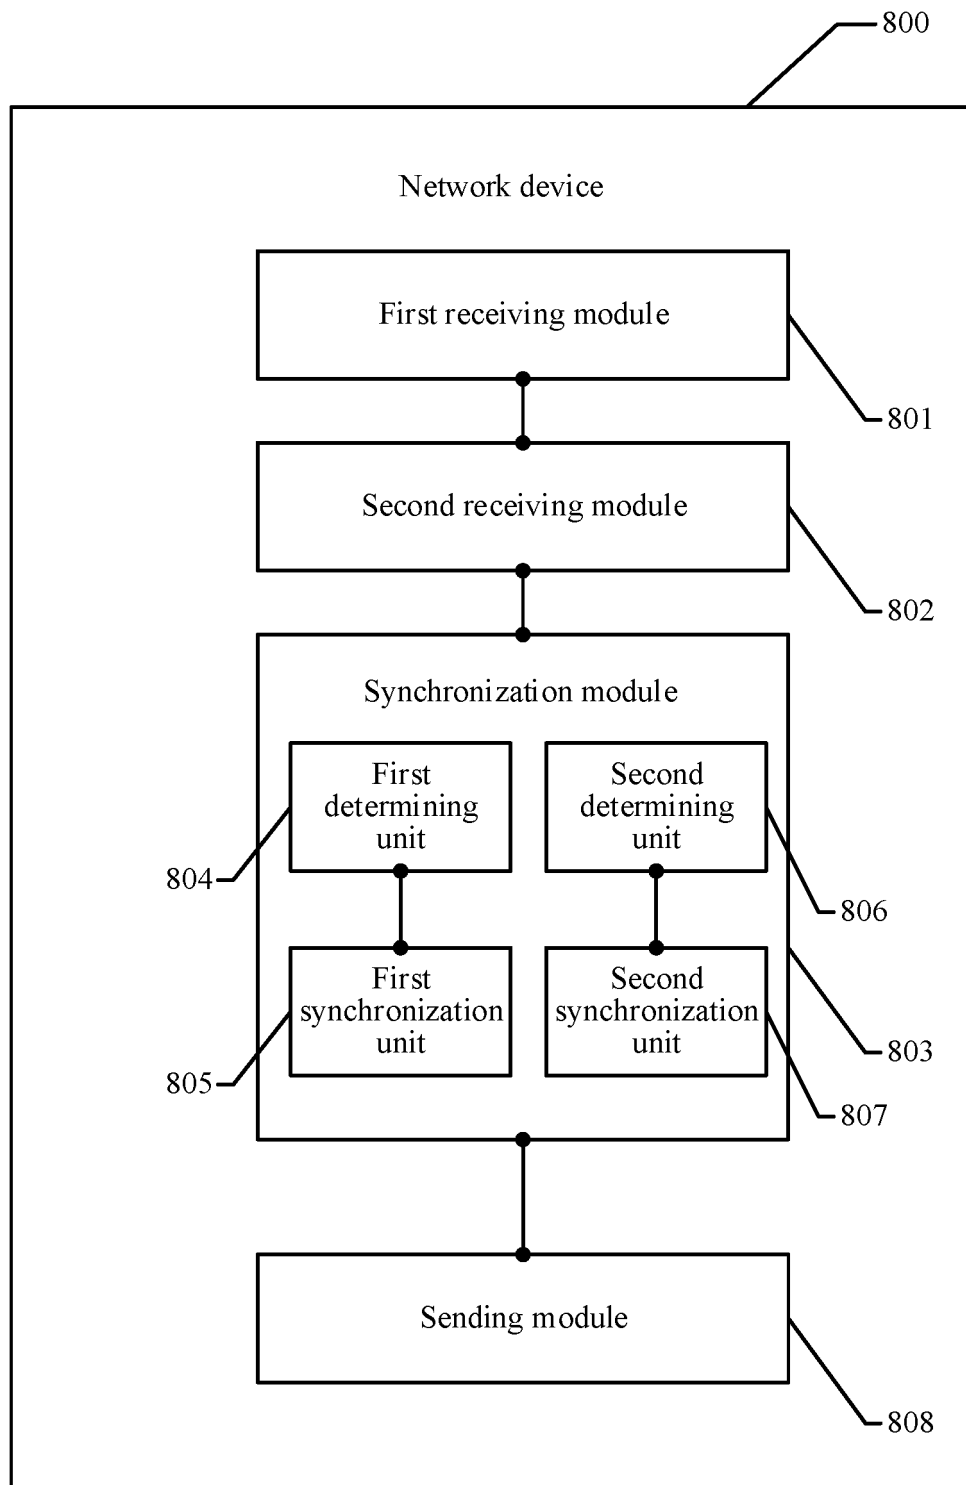 800
Network device
First receiving module
801
Second receiving module
802
Synchronization module
First
determining
unit
804
Second
determining
unit
806
First
synchronization
unit
805
Second
synchronization
unit
803
807
Sending module
808